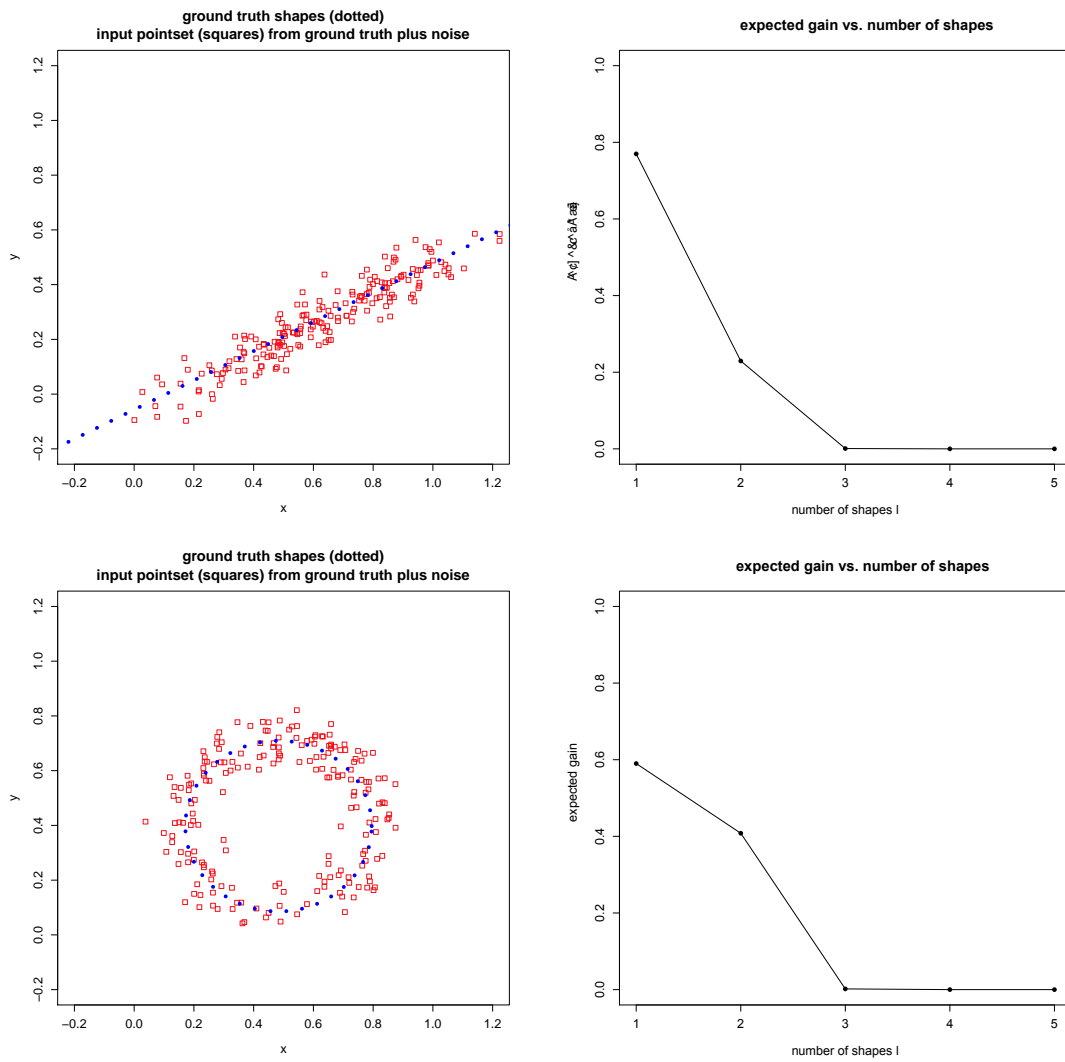 ground truth shapes (dotted)
input pointset (squares) from ground truth plus noise
y
1.2
1.0
0.8
0.6
0.4
0.2
0.0
−0.2
−0.2 0.0 0.2 0.4 0.6 0.8 1.0 1.2
x
expected gain vs. number of shapes
1.0
0.8
0.6
0.4
0.2
0.0
1 2 3 4 5
number of shapes l
ground truth shapes (dotted)
input pointset (squares) from ground truth plus noise
y
1.2
1.0
0.8
0.6
0.4
0.2
0.0
−0.2
−0.2 0.0 0.2 0.4 0.6 0.8 1.0 1.2
x
expected gain vs. number of shapes
expected gain
1.0
0.8
0.6
0.4
0.2
0.0
1 2 3 4 5
number of shapes l